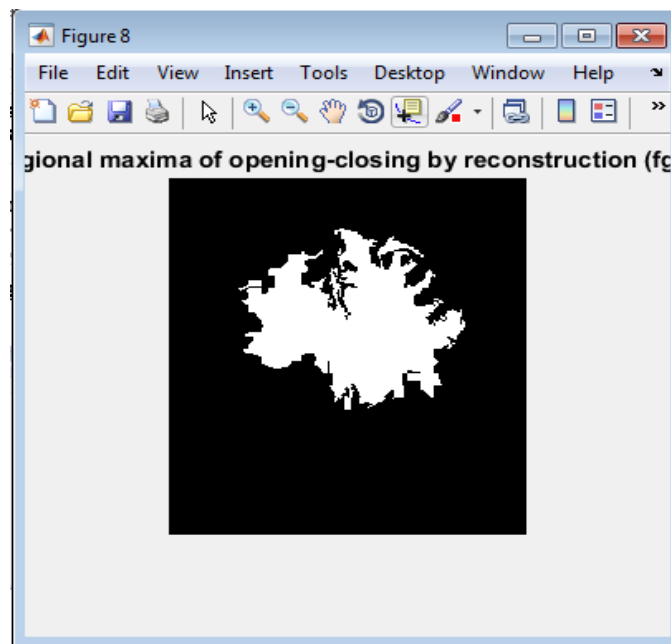 Figure 8
File Edit View Insert Tools Desktop Window Help
gional maxima of opening-closing by reconstruction (fg